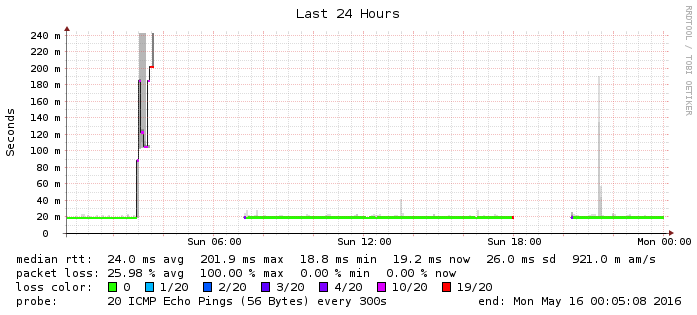 Last 24 Hours
RRDTOOL / TOBI OETIKER
Seconds
240 m
220 m
200 m
180 m
160 m
140 m
120 m
100 m
80 m
60 m
40 m
20 m
0
Sun 06:00 Sun 12:00 Sun 18:00 Mon 00:00
median rtt: 24.0 ms avg 201.9 ms max 18.8 ms min 19.2 ms now 26.0 ms sd 921.0 m am/s
packet loss: 25.98 % avg 100.00 % max 0.00 % min 0.00 % now
loss color: 0 1/20 2/20 3/20 4/20 10/20 19/20
probe: 20 ICMP Echo Pings (56 Bytes) every 300s end: Mon May 16 00:05:08 2016